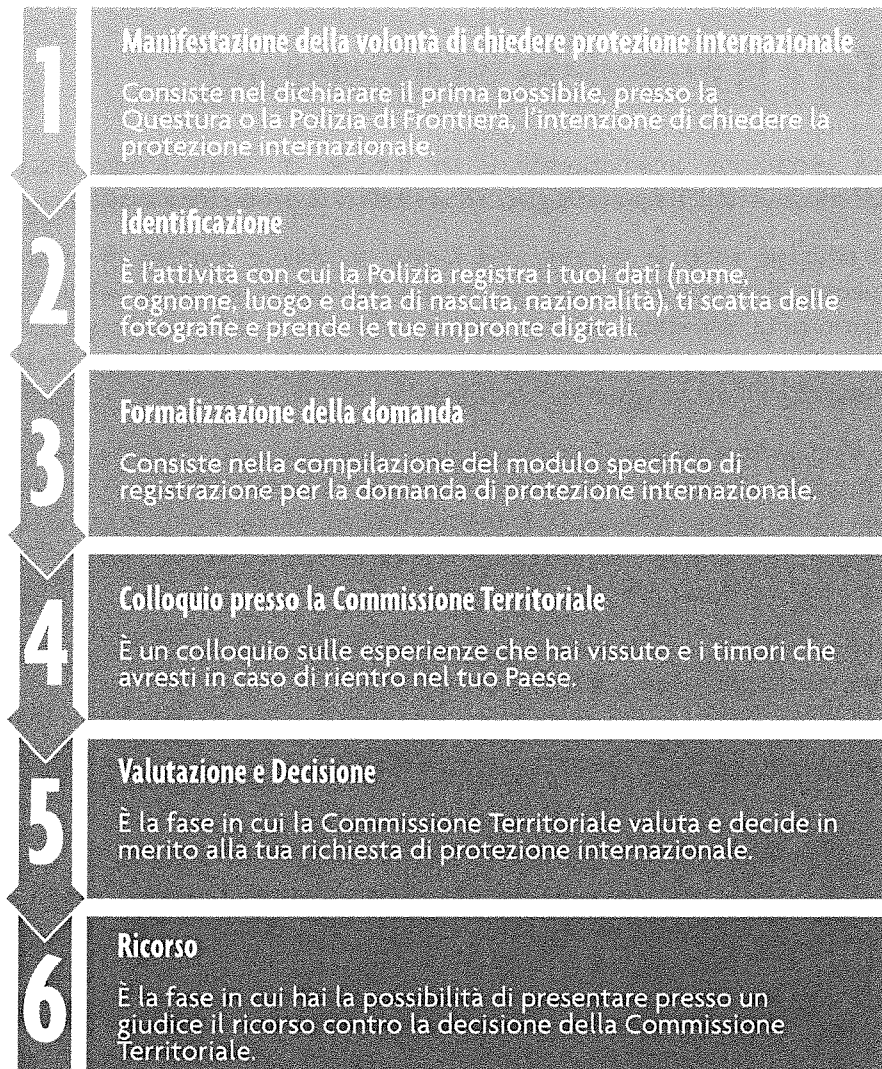 1
Manifestazione della volontà di chiedere protezione internazionale
Consiste nel dichiarare il prima possibile, presso la
Questura o la Polizia di Frontiera, l'intenzione di chiedere la
protezione internazionale.
2
Identificazione
È l'attività con cui la Polizia registra i tuoi dati (nome,
cognome, luogo e data di nascita, nazionalità), ti scatta delle
fotografie e prende le tue impronte digitali.
3
Formalizzazione della domanda
Consiste nella compilazione del modulo specifico di
registrazione per la domanda di protezione internazionale.
4
Colloquio presso la Commissione Territoriale
È un colloquio sulle esperienze che hai vissuto e i timori che
avresti in caso di rientro nel tuo Paese.
5
Valutazione e Decisione
È la fase in cui la Commissione Territoriale valuta e decide in
merito alla tua richiesta di protezione internazionale.
6
Ricorso
È la fase in cui hai la possibilità di presentare presso un
giudice il ricorso contro la decisione della Commissione
Territoriale.